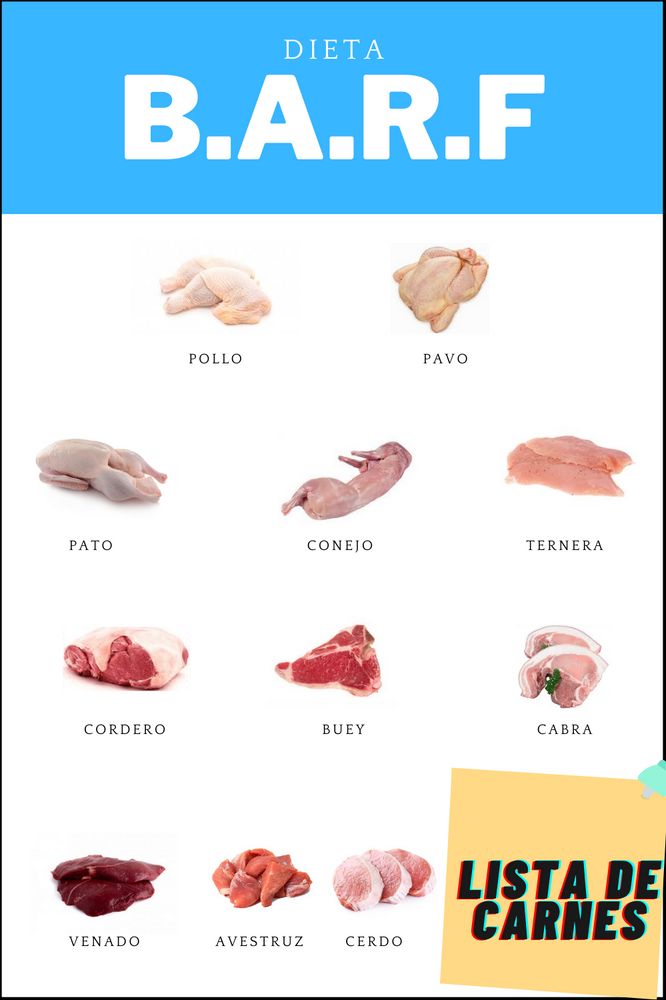 DIETA
B.A.R.F
POLLO
PAVO
PATO
CONEJO
TERNERA
CORDERO
BUEY
CABRA
VENADO
AVESTRUZ
CERDO
LISTA DE
CARNES